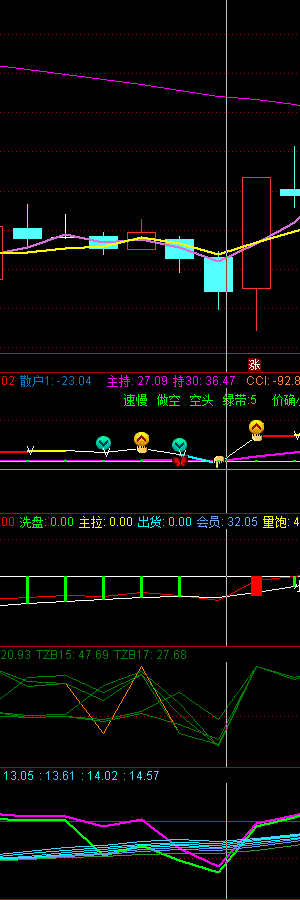 涨
02 散户1: -23.04 主持: 27.09 持30: 36.47 CCI: -92.8
速慢 做空 空头 绿带:5 价确
00 洗盘: 0.00 主拉: 0.00 出货: 0.00 会员: 32.05 量饱: 4
20.93 TZB15: 47.69 TZB17: 27.68
13.05 : 13.61 : 14.02 : 14.57